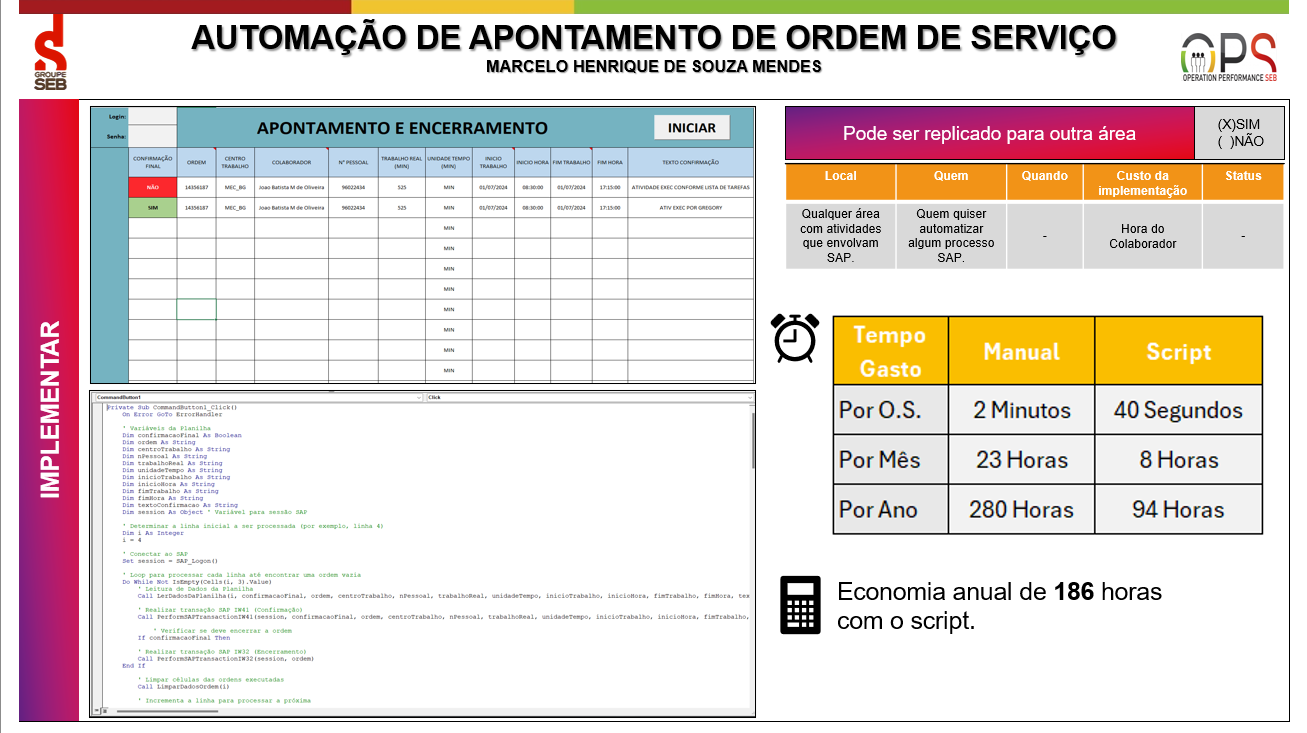 AUTOMAÇÃO DE APONTAMENTO DE ORDEM DE SERVIÇO
MARCELO HENRIQUE DE SOUZA MENDES
GROUPE
SEB
OPS
OPERATION PERFORMANCE SEB
IMPLEMENTAR
Login:
Senha:
APONTAMENTO E ENCERRAMENTO
INICIAR
CONFIRMAÇÃO FINAL ORDEM CENTRO TRABALHO COLABORADOR N° PESSOAL TRABALHO REAL (MIN) UNIDADE TEMPO (MIN) INICIO TRABALHO INICIO HORA FIM TRABALHO FIM HORA TEXTO CONFIRMAÇÃO
NÃO 14356187 MEC_BG Joao Batista M de Oliveira 96022434 525 MIN 01/07/2024 08:30:00 01/07/2024 17:15:00 ATIVIDADE EXEC CONFORME LISTA DE TAREFAS
SIM 14356187 MEC_BG Joao Batista M de Oliveira 96022434 525 MIN 01/07/2024 08:30:00 01/07/2024 17:15:00 ATIV EXEC POR GREGORY
MIN
MIN
MIN
MIN
MIN
MIN
MIN
MIN
CommandButton1 Click
Private Sub CommandButton1_Click()
On Error GoTo ErrorHandler
' Variáveis da Planilha
Dim confirmacaoFinal As Boolean
Dim ordem As String
Dim centroTrabalho As String
Dim nPessoal As String
Dim trabalhoReal As String
Dim unidadeTempo As String
Dim inicioTrabalho As String
Dim inicioHora As String
Dim fimTrabalho As String
Dim fimHora As String
Dim textoConfirmacao As String
Dim session As Object ' Variável para sessão SAP
' Determinar a linha inicial a ser processada (por exemplo, linha 4)
Dim i As Integer
i = 4
' Conectar ao SAP
Set session = SAP_Logon()
' Loop para processar cada linha até encontrar uma ordem vazia
Do While Not IsEmpty(Cells(i, 3).Value)
' Leitura de Dados da Planilha
Call LerDadosDaPlanilha(i, confirmacaoFinal, ordem, centroTrabalho, nPessoal, trabalhoReal, unidadeTempo, inicioTrabalho, inicioHora, fimTrabalho, fimHora, tex
' Realizar transação SAP IW41 (Confirmação)
Call PerformSAPTransactionIW41(session, confirmacaoFinal, ordem, centroTrabalho, nPessoal, trabalhoReal, unidadeTempo, inicioTrabalho, inicioHora, fimTrabalho,
' Verificar se deve encerrar a ordem
If confirmacaoFinal Then
' Realizar transação SAP IW32 (Encerramento)
Call PerformSAPTransactionIW32(session, ordem)
End If
' Limpar células das ordens executadas
Call LimparDadosOrdem(i)
' Incrementa a linha para processar a próxima
Pode ser replicado para outra área
(X)SIM
( )NÃO
Local Quem Quando Custo da implementação Status
Qualquer área com atividades que envolvam SAP. Quem quiser automatizar algum processo SAP. - Hora do Colaborador -
Tempo Gasto Manual Script
Por O.S. 2 Minutos 40 Segundos
Por Mês 23 Horas 8 Horas
Por Ano 280 Horas 94 Horas
Economia anual de 186 horas
com o script.